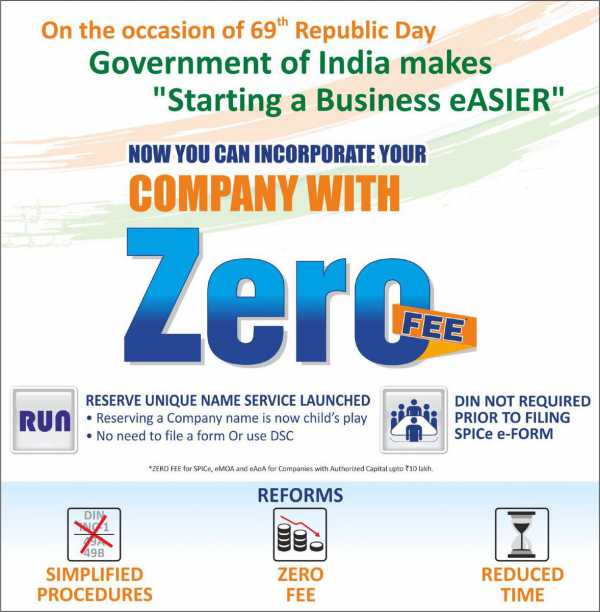 On the occasion of 69th Republic Day
Government of India makes
"Starting a Business eASIER"
NOW YOU CAN INCORPORATE YOUR
COMPANY WITH
Zero
FEE*
RUN
RESERVE UNIQUE NAME SERVICE LAUNCHED
• Reserving a Company name is now child's play
• No need to file a form Or use DSC
DIN NOT REQUIRED
PRIOR TO FILING
SPICe e-FORM
*ZERO FEE for SPICe, eMOA and eAoA for Companies with Authorized Capital upto ₹10 lakh.
REFORMS
DIN
INC-1
49A
49B
SIMPLIFIED
PROCEDURES
ZERO
FEE
REDUCED
TIME